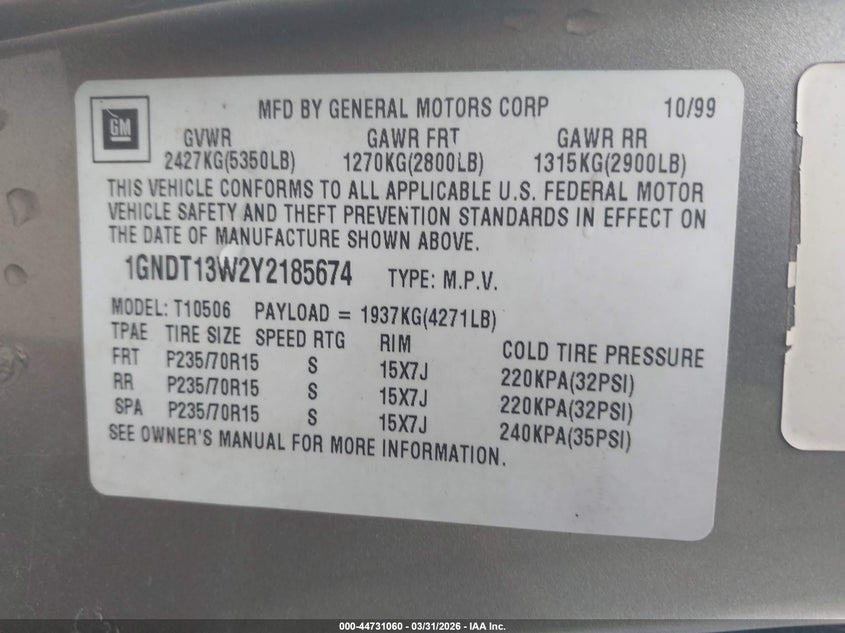 GM
MFD BY GENERAL MOTORS CORP 10/99
GVWR GAWR FRT GAWR RR
2427KG(5350LB) 1270KG(2800LB) 1315KG(2900LB)
THIS VEHICLE CONFORMS TO ALL APPLICABLE U.S. FEDERAL MOTOR
VEHICLE SAFETY AND THEFT PREVENTION STANDARDS IN EFFECT ON
THE DATE OF MANUFACTURE SHOWN ABOVE.
1GNDT13W2Y2185674 TYPE: M.P.V.
MODEL: T10506 PAYLOAD = 1937KG(4271LB)
TPAE TIRE SIZE SPEED RTG RIM COLD TIRE PRESSURE
FRT P235/70R15 S 15X7J 220KPA(32PSI)
RR P235/70R15 S 15X7J 220KPA(32PSI)
SPA P235/70R15 S 15X7J 240KPA(35PSI)
SEE OWNER'S MANUAL FOR MORE INFORMATION.
000-44731060 — 03/31/2026 — IAA Inc.